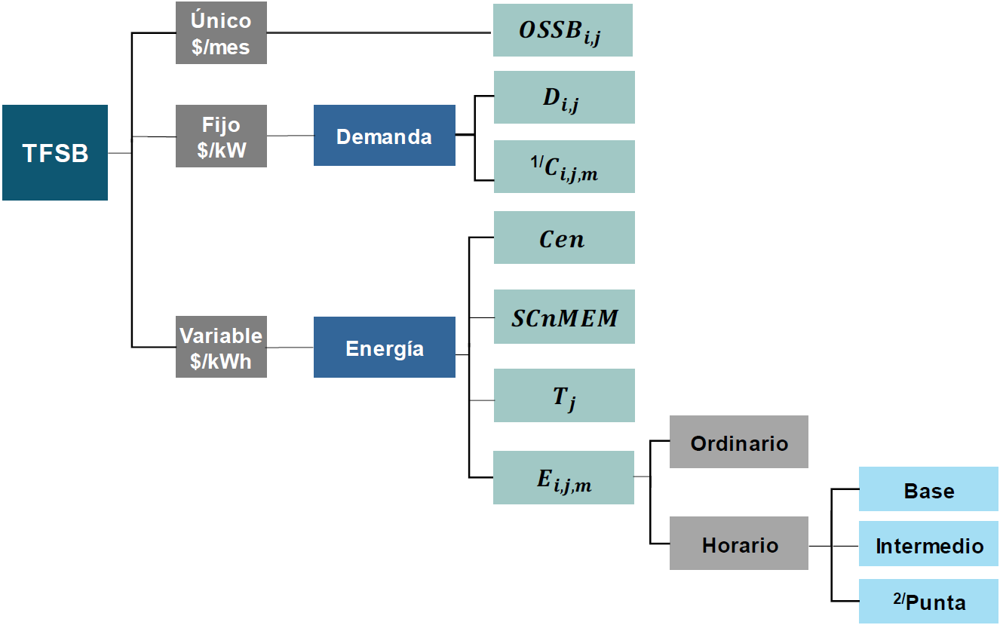 Único
$/mes
OSSB i,j
D i,j
Fijo
$/kW
Demanda
TFSB
1/C i,j,m
Cen
SCnMEM
Variable
$/kWh
Energía
T j
Ordinario
E i,j,m
Base
Horario
Intermedio
2/Punta